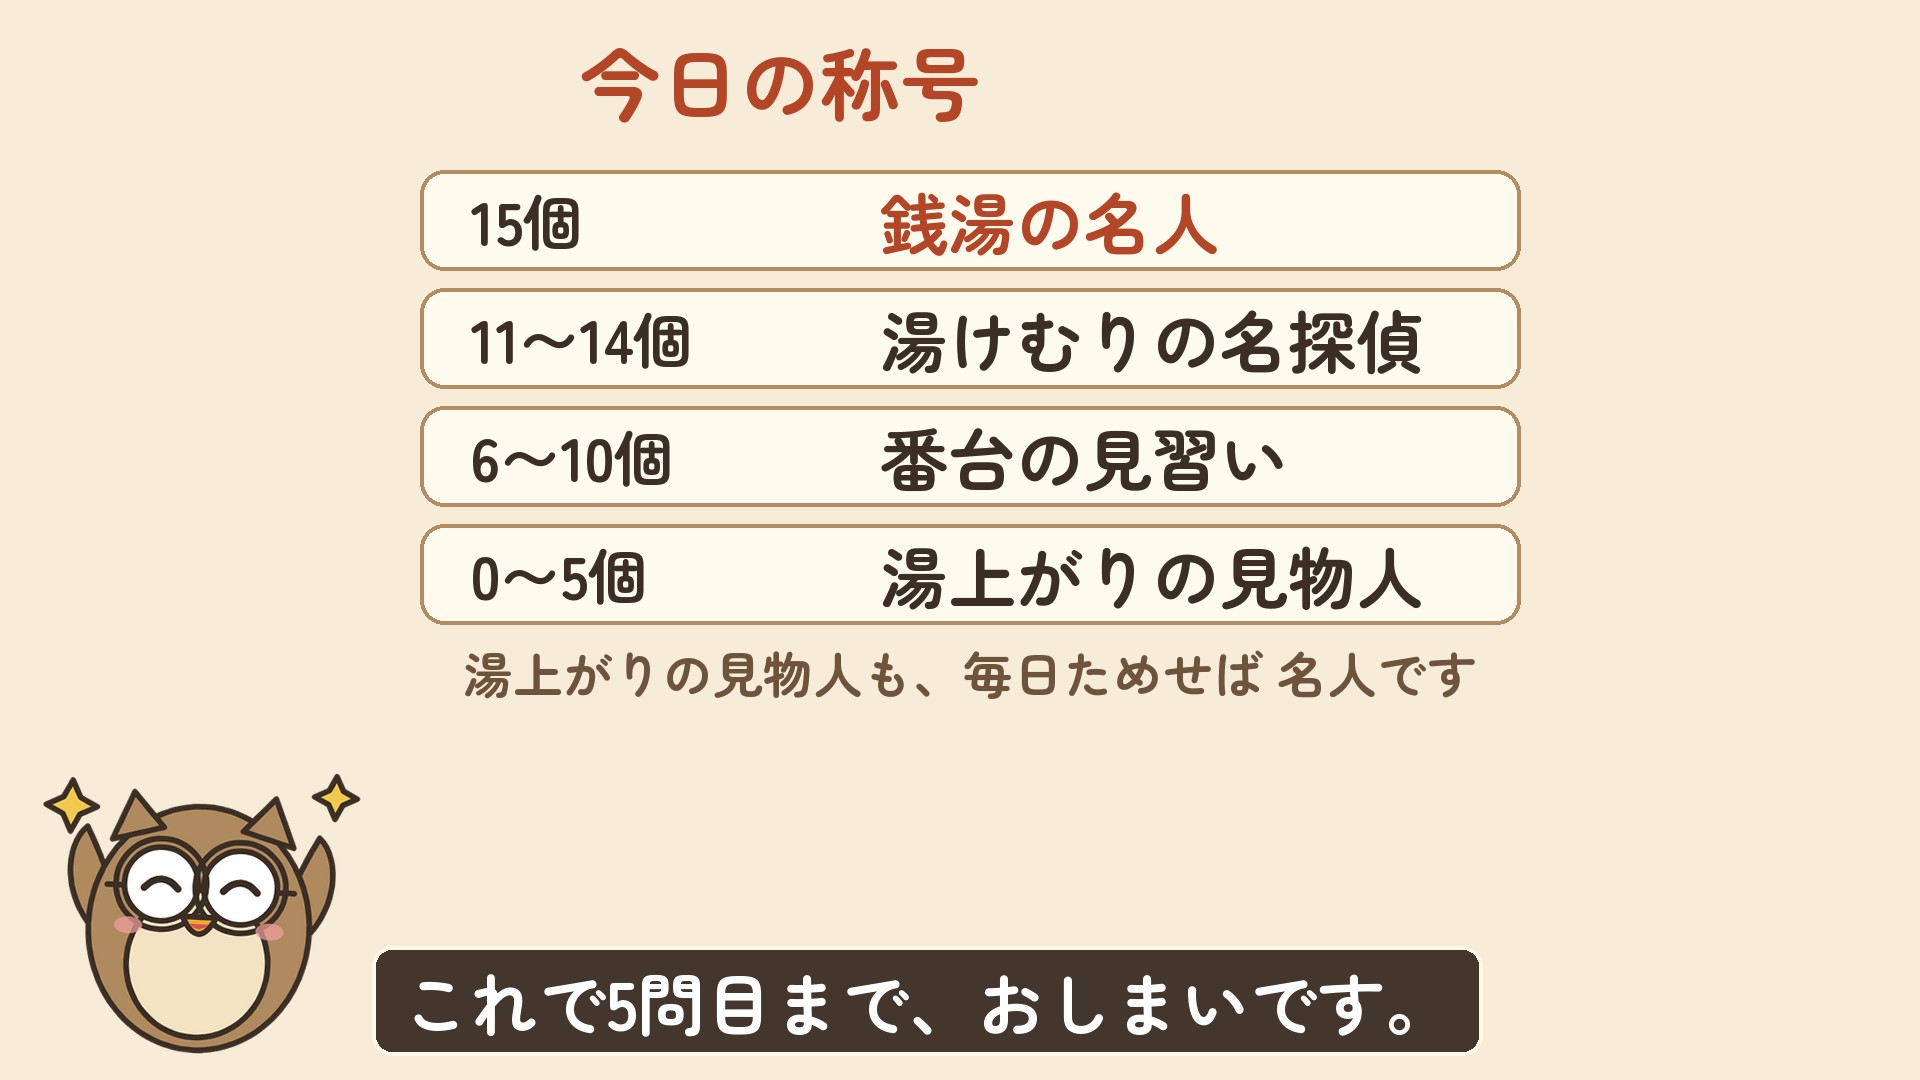 今日の称号
15個 銭湯の名人
11〜14個 湯けむりの名探偵
6〜10個 番台の見習い
0〜5個 湯上がりの見物人
湯上がりの見物人も、毎日ためせば 名人です
これで5問目まで、おしまいです。